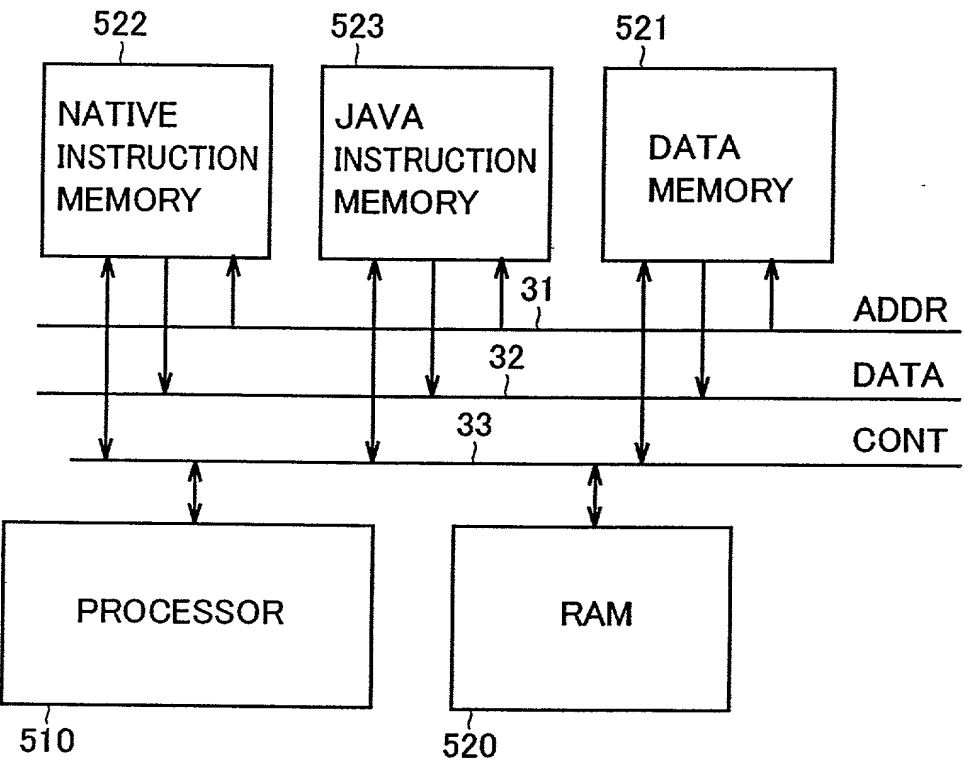 522
523
521
NATIVE
INSTRUCTION
MEMORY
JAVA
INSTRUCTION
MEMORY
DATA
MEMORY
31
ADDR
32
DATA
33
CONT
PROCESSOR
RAM
510
520